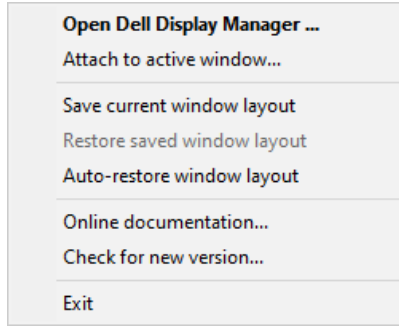 Open Dell Display Manager ...
Attach to active window...
Save current window layout
Restore saved window layout
Auto-restore window layout
Online documentation...
Check for new version...
Exit